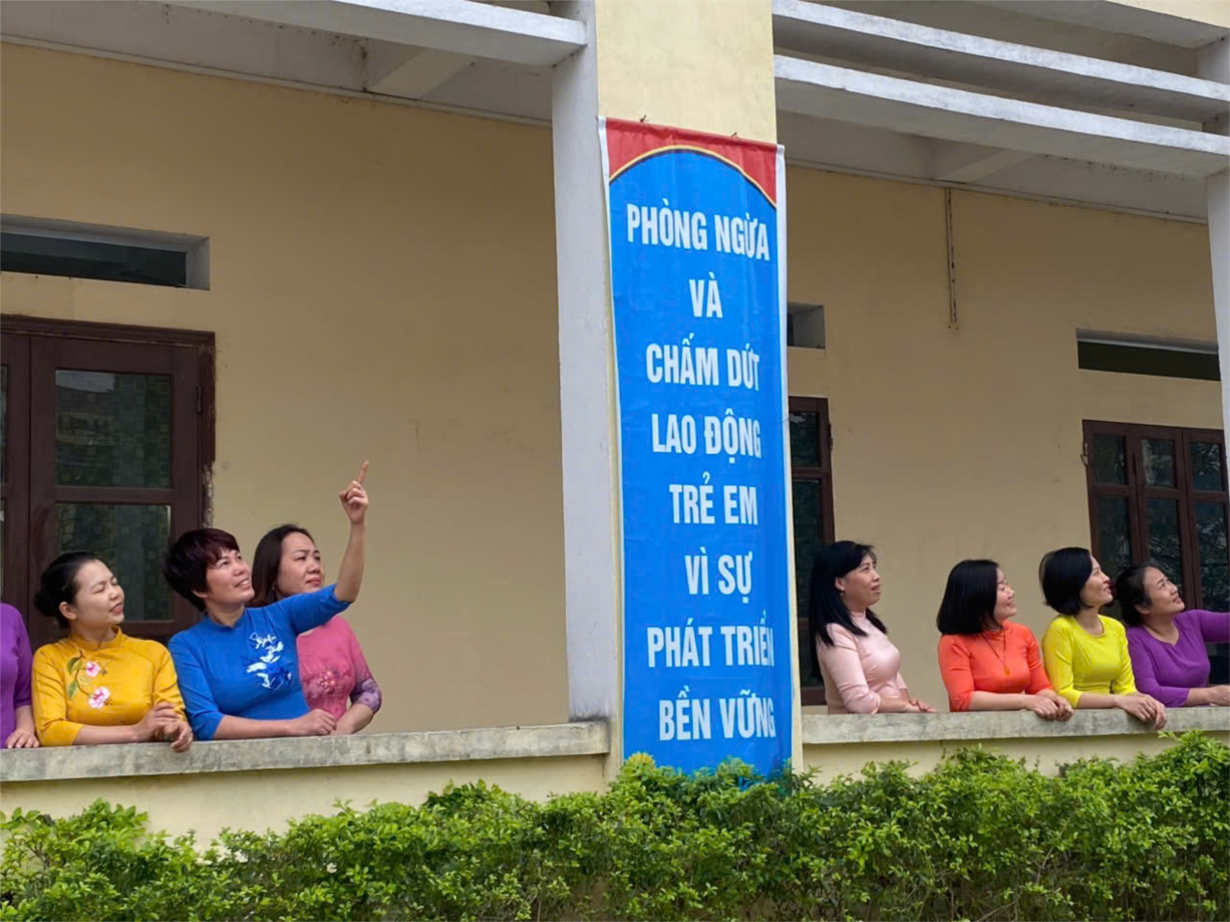 PHÒNG NGỪA
VÀ
CHẤM DỨT
LAO ĐỘNG
TRẺ EM
VÌ SỰ
PHÁT TRIỂN
BỀN VỮNG